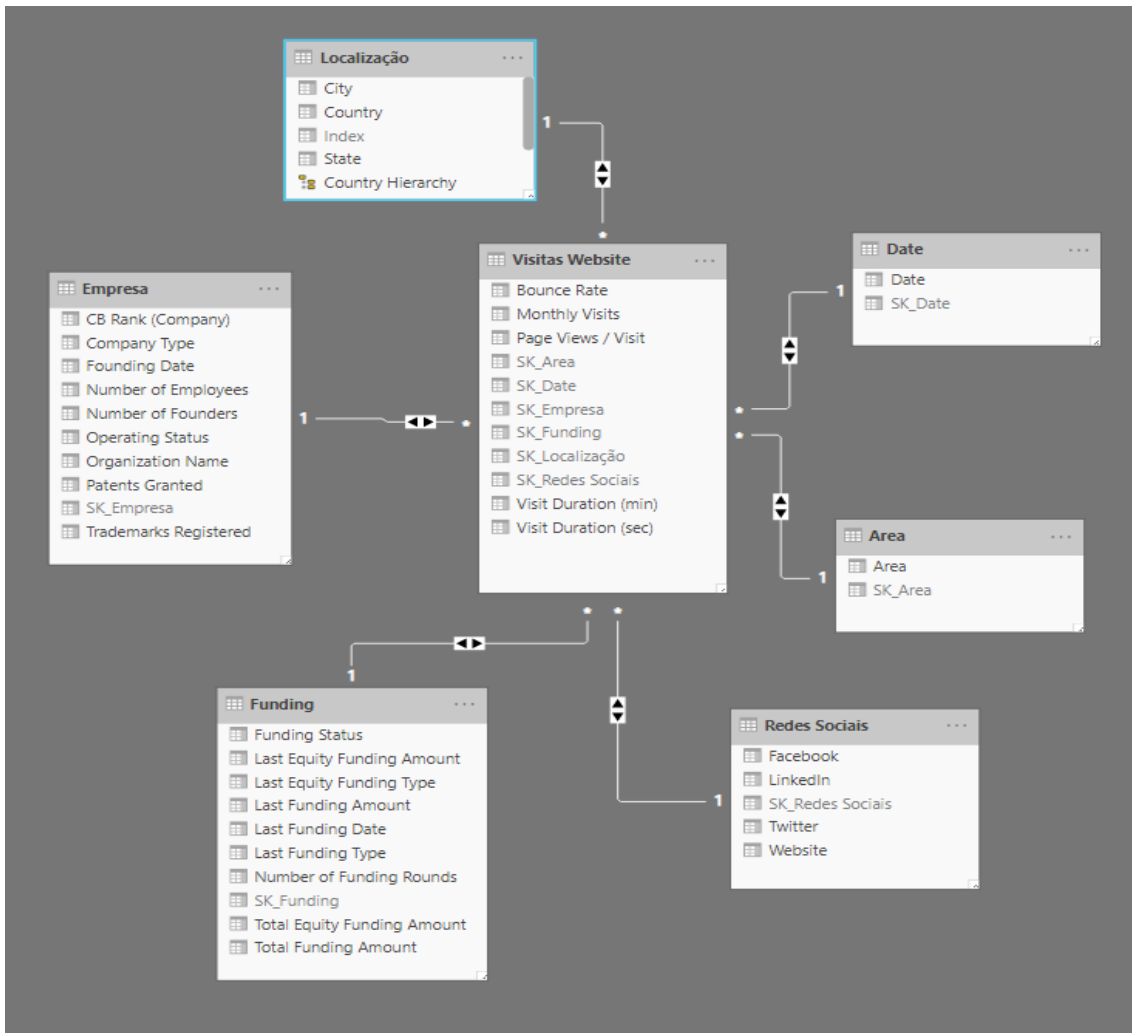 Localização
City
Country
Index
State
Country Hierarchy
1
*
Visitas Website
Bounce Rate
Monthly Visits
Page Views / Visit
SK_Area
SK_Date
SK_Empresa
SK_Funding
SK_Localização
SK_Redes Sociais
Visit Duration (min)
Visit Duration (sec)
Date
Date
SK_Date
1
*
Empresa
CB Rank (Company)
Company Type
Founding Date
Number of Employees
Number of Founders
Operating Status
Organization Name
Patents Granted
SK_Empresa
Trademarks Registered
1
*
*
Area
Area
SK_Area
1
*
*
1
Funding
Funding Status
Last Equity Funding Amount
Last Equity Funding Type
Last Funding Amount
Last Funding Date
Last Funding Type
Number of Funding Rounds
SK_Funding
Total Equity Funding Amount
Total Funding Amount
Redes Sociais
Facebook
LinkedIn
SK_Redes Sociais
Twitter
Website
1